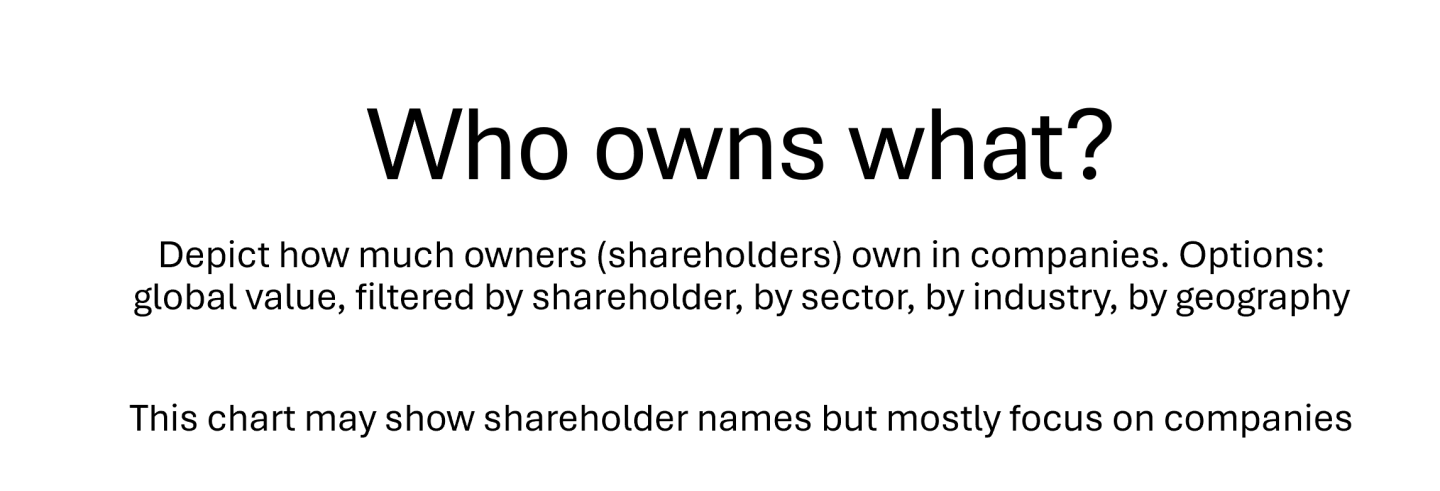 Who owns what?
Depict how much owners (shareholders) own in companies. Options:
global value, filtered by shareholder, by sector, by industry, by geography
This chart may show shareholder names but mostly focus on companies